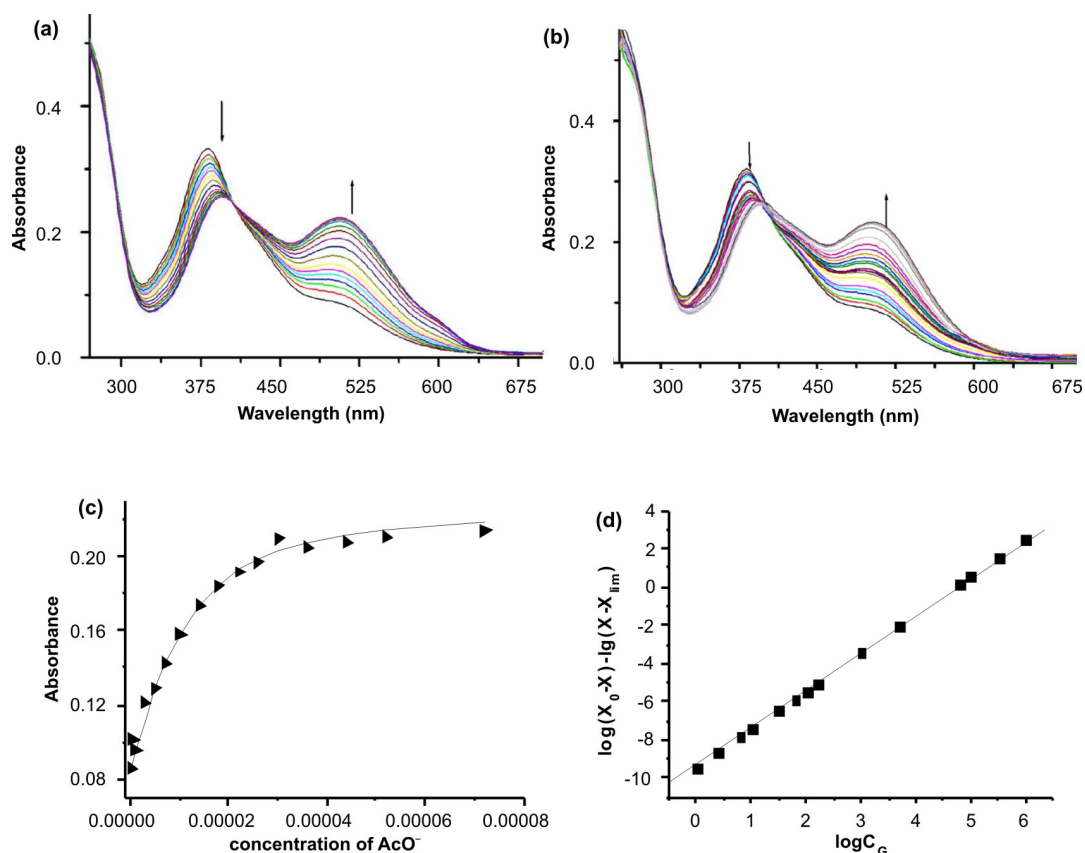 (a)
0.4
0.2
0.0
Absorbance
300 375 450 525 600 675
Wavelength (nm)
(b)
0.4
0.2
0.0
Absorbance
300 375 450 525 600 675
Wavelength (nm)
(c)
0.20
0.16
0.12
0.08
Absorbance
0.00000 0.00002 0.00004 0.00006 0.00008
concentration of AcO⁻
(d)
4
2
0
-2
-4
-6
-8
-10
log(X₀-X)-lg(X-Xlim)
0 1 2 3 4 5 6
logCG